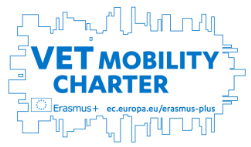 VET MOBILITY
CHARTER
Erasmus+ ec.europa.eu/erasmus-plus